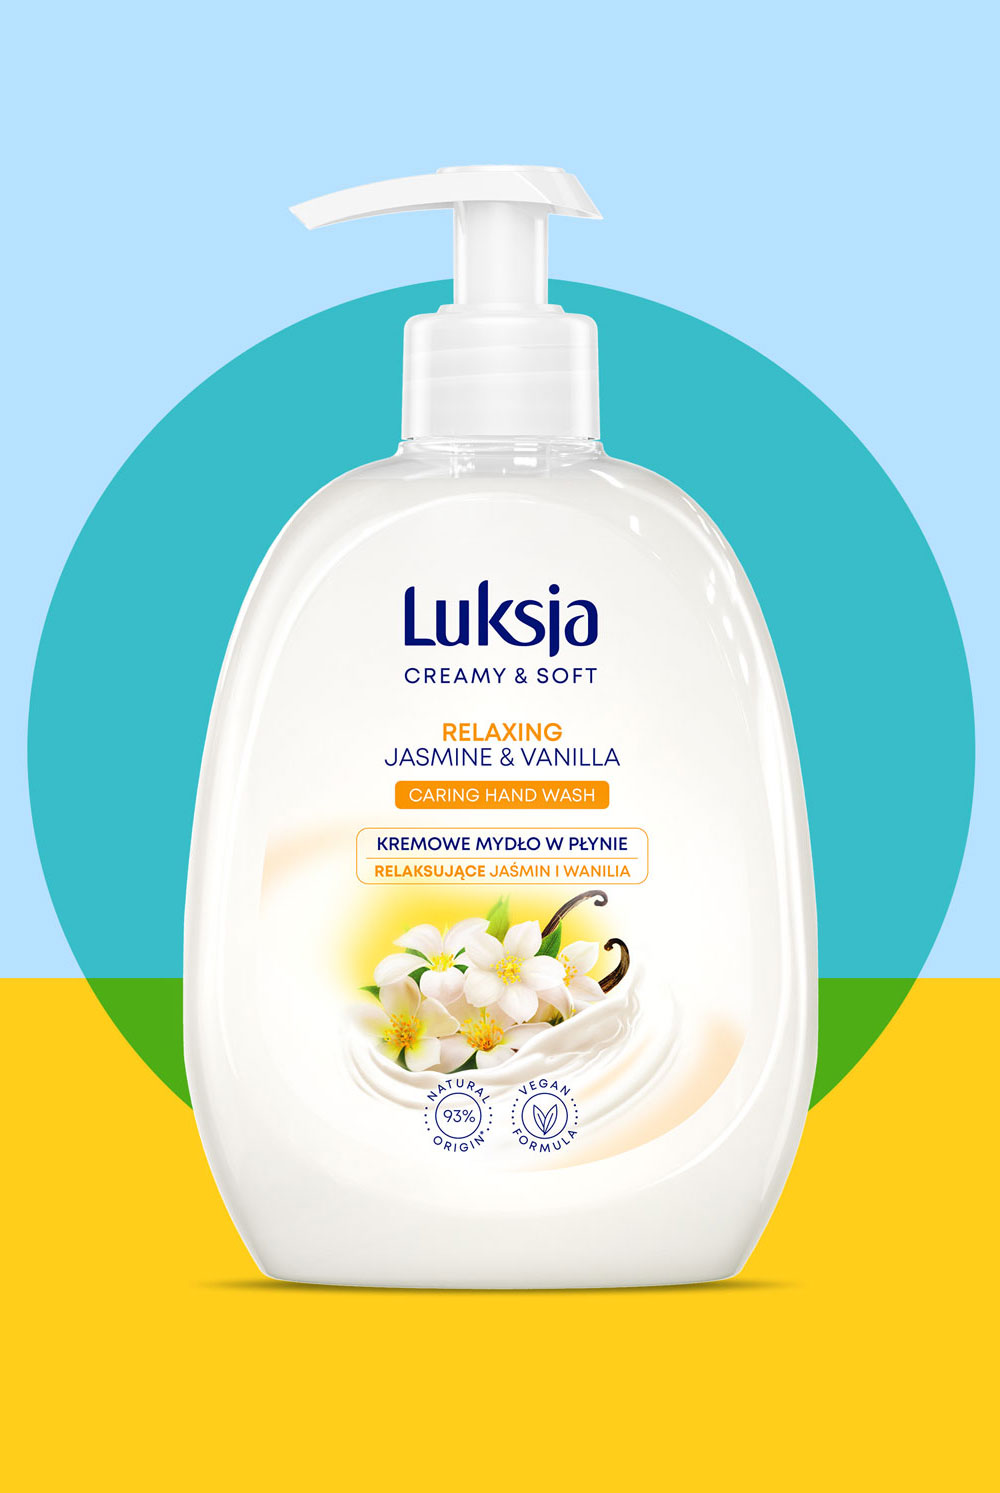 Luksja
CREAMY & SOFT
RELAXING
JASMINE & VANILLA
CARING HAND WASH
KREMOWE MYDŁO W PŁYNIE
RELAKSUJĄCE JAŚMIN I WANILIA
NATURAL
93%
ORIGIN*
VEGAN
FORMULA